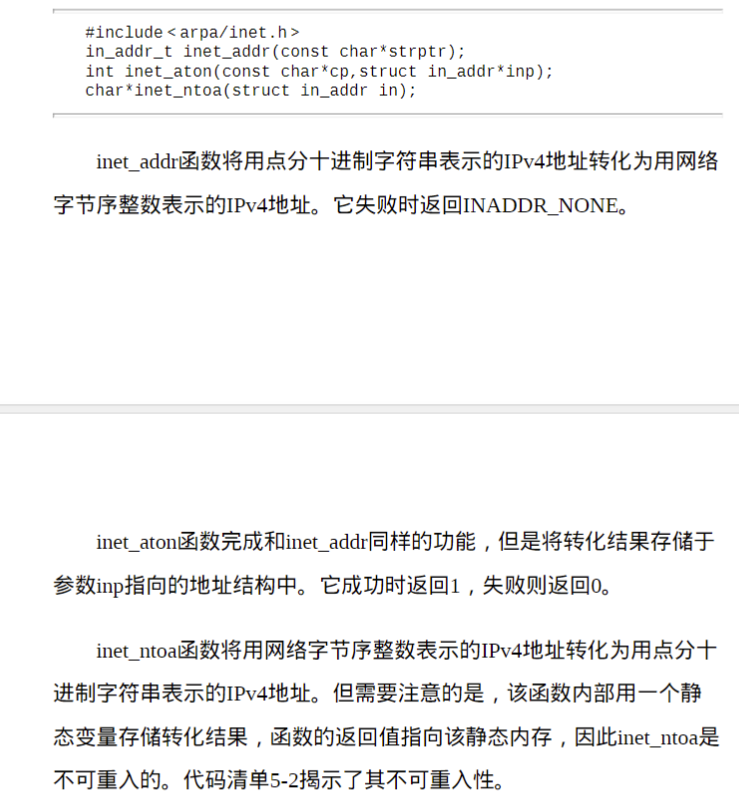 #include<arpa/inet.h>
in_addr_t inet_addr(const char*strptr);
int inet_aton(const char*cp,struct in_addr*inp);
char*inet_ntoa(struct in_addr in);
inet_addr函数将用点分十进制字符串表示的IPv4地址转化为用网络
字节序整数表示的IPv4地址。它失败时返回INADDR_NONE。
inet_aton函数完成和inet_addr同样的功能，但是将转化结果存储于
参数inp指向的地址结构中。它成功时返回1，失败则返回0。
inet_ntoa函数将用网络字节序整数表示的IPv4地址转化为用点分十
进制字符串表示的IPv4地址。但需要注意的是，该函数内部用一个静
态变量存储转化结果，函数的返回值指向该静态内存，因此inet_ntoa是
不可重入的。代码清单5-2揭示了其不可重入性。